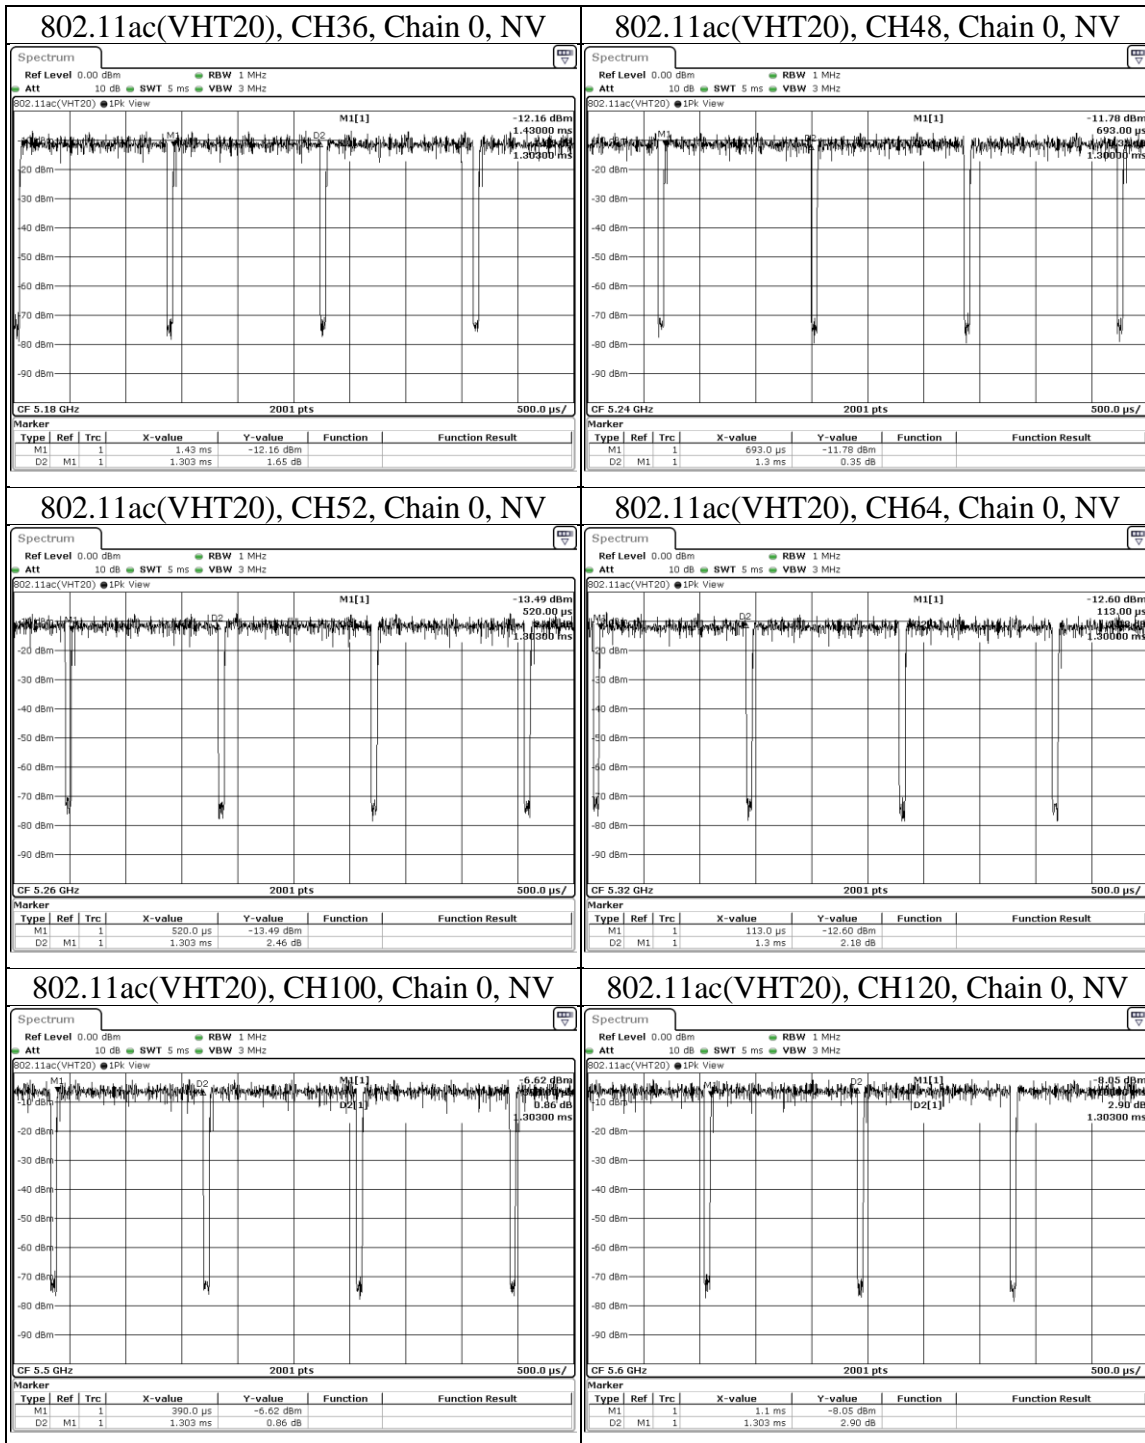 802.11ac(VHT20), CH36, Chain 0, NV
Spectrum
Ref Level 0.00 dBm RBW 1 MHz
Att 10 dB SWT 5 ms VBW 3 MHz
802.11ac(VHT20) 1Pk View
M1[1] -12.16 dBm
1.43000 ms
M1 D2
1.30300 ms
-20 dBm
-30 dBm
-40 dBm
-50 dBm
-60 dBm
-70 dBm
-80 dBm
-90 dBm
CF 5.18 GHz 2001 pts 500.0 µs/
Marker
Type Ref Trc X-value Y-value Function Function Result
M1 1 1.43 ms -12.16 dBm
D2 M1 1 1.303 ms 1.65 dB
802.11ac(VHT20), CH48, Chain 0, NV
Spectrum
Ref Level 0.00 dBm RBW 1 MHz
Att 10 dB SWT 5 ms VBW 3 MHz
802.11ac(VHT20) 1Pk View
M1[1] -11.78 dBm
693.00 µs
M1 D2
1.30000 ms
-20 dBm
-30 dBm
-40 dBm
-50 dBm
-60 dBm
-70 dBm
-80 dBm
-90 dBm
CF 5.24 GHz 2001 pts 500.0 µs/
Marker
Type Ref Trc X-value Y-value Function Function Result
M1 1 693.0 µs -11.78 dBm
D2 M1 1 1.3 ms 0.35 dB
802.11ac(VHT20), CH52, Chain 0, NV
Spectrum
Ref Level 0.00 dBm RBW 1 MHz
Att 10 dB SWT 5 ms VBW 3 MHz
802.11ac(VHT20) 1Pk View
M1[1] -13.49 dBm
520.00 µs
M1 D2
1.30300 ms
-20 dBm
-30 dBm
-40 dBm
-50 dBm
-60 dBm
-70 dBm
-80 dBm
-90 dBm
CF 5.26 GHz 2001 pts 500.0 µs/
Marker
Type Ref Trc X-value Y-value Function Function Result
M1 1 520.0 µs -13.49 dBm
D2 M1 1 1.303 ms 2.46 dB
802.11ac(VHT20), CH64, Chain 0, NV
Spectrum
Ref Level 0.00 dBm RBW 1 MHz
Att 10 dB SWT 5 ms VBW 3 MHz
802.11ac(VHT20) 1Pk View
M1[1] -12.60 dBm
113.00 µs
M1 D2
1.30000 ms
-20 dBm
-30 dBm
-40 dBm
-50 dBm
-60 dBm
-70 dBm
-80 dBm
-90 dBm
CF 5.32 GHz 2001 pts 500.0 µs/
Marker
Type Ref Trc X-value Y-value Function Function Result
M1 1 113.0 µs -12.60 dBm
D2 M1 1 1.3 ms 2.18 dB
802.11ac(VHT20), CH100, Chain 0, NV
Spectrum
Ref Level 0.00 dBm RBW 1 MHz
Att 10 dB SWT 5 ms VBW 3 MHz
802.11ac(VHT20) 1Pk View
M1 D2 M1[1] -6.62 dBm
-10 dBm D2[1] 0.86 dB
1.30300 ms
-20 dBm
-30 dBm
-40 dBm
-50 dBm
-60 dBm
-70 dBm
-80 dBm
-90 dBm
CF 5.5 GHz 2001 pts 500.0 µs/
Marker
Type Ref Trc X-value Y-value Function Function Result
M1 1 390.0 µs -6.62 dBm
D2 M1 1 1.303 ms 0.86 dB
802.11ac(VHT20), CH120, Chain 0, NV
Spectrum
Ref Level 0.00 dBm RBW 1 MHz
Att 10 dB SWT 5 ms VBW 3 MHz
802.11ac(VHT20) 1Pk View
D2 M1[1] -8.05 dBm
-10 dBm D2[1] 2.90 dB
1.30300 ms
-20 dBm
-30 dBm
-40 dBm
-50 dBm
-60 dBm
-70 dBm
-80 dBm
-90 dBm
CF 5.6 GHz 2001 pts 500.0 µs/
Marker
Type Ref Trc X-value Y-value Function Function Result
M1 1 1.1 ms -8.05 dBm
D2 M1 1 1.303 ms 2.90 dB